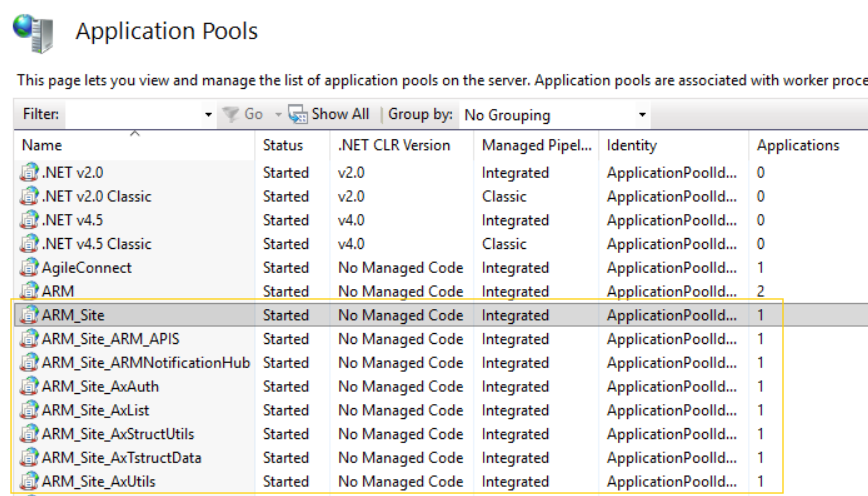 Application Pools
This page lets you view and manage the list of application pools on the server. Application pools are associated with worker proce
Filter: Go Show All Group by: No Grouping
Name Status .NET CLR Version Managed Pipel... Identity Applications
.NET v2.0 Started v2.0 Integrated ApplicationPoolId... 0
.NET v2.0 Classic Started v2.0 Classic ApplicationPoolId... 0
.NET v4.5 Started v4.0 Integrated ApplicationPoolId... 0
.NET v4.5 Classic Started v4.0 Classic ApplicationPoolId... 0
AgileConnect Started No Managed Code Integrated ApplicationPoolId... 1
ARM Started No Managed Code Integrated ApplicationPoolId... 2
ARM_Site Started No Managed Code Integrated ApplicationPoolId... 1
ARM_Site_ARM_APIS Started No Managed Code Integrated ApplicationPoolId... 1
ARM_Site_ARMNotificationHub Started No Managed Code Integrated ApplicationPoolId... 1
ARM_Site_AxAuth Started No Managed Code Integrated ApplicationPoolId... 1
ARM_Site_AxList Started No Managed Code Integrated ApplicationPoolId... 1
ARM_Site_AxStructUtils Started No Managed Code Integrated ApplicationPoolId... 1
ARM_Site_AxTstructData Started No Managed Code Integrated ApplicationPoolId... 1
ARM_Site_AxUtils Started No Managed Code Integrated ApplicationPoolId... 1